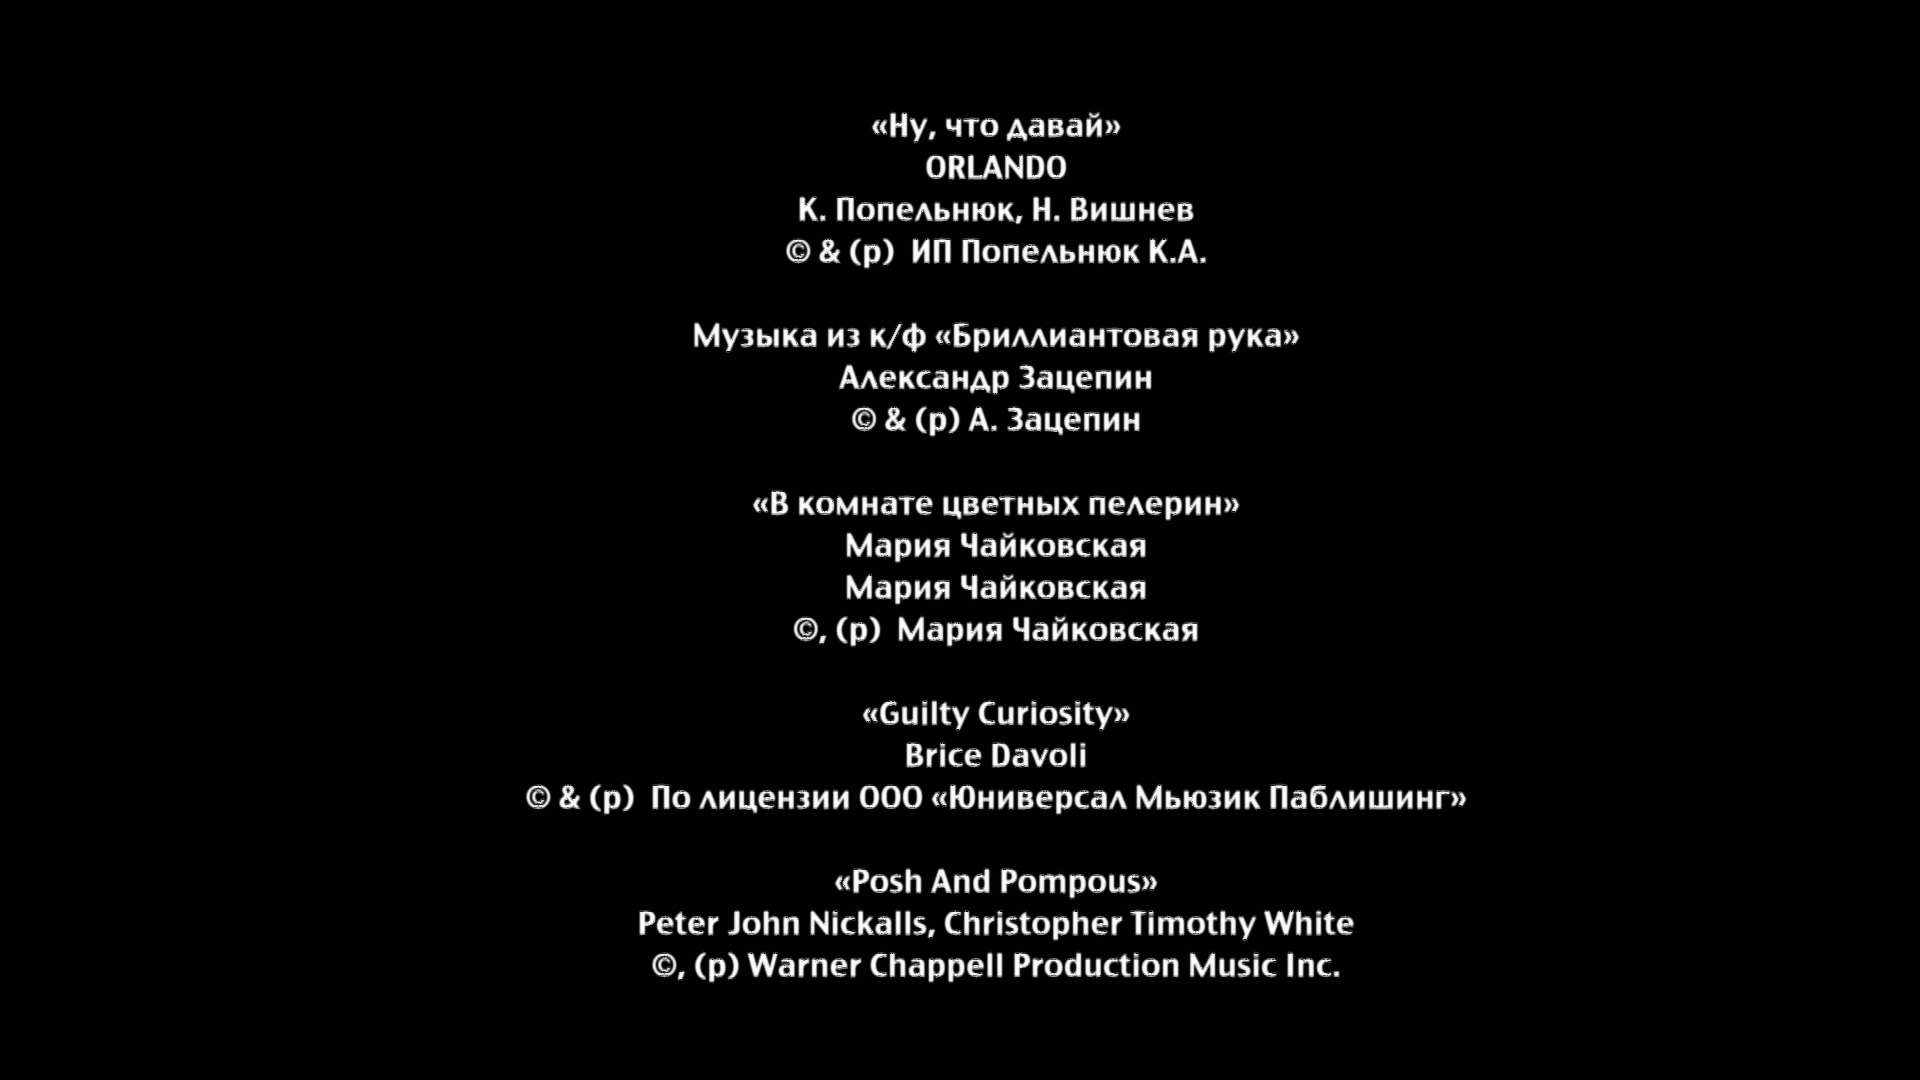 «Ну, что давай»
ORLANDO
К. Попельнюк, Н. Вишнев
© & (р) ИП Попельнюк К.А.
Музыка из к/ф «Бриллиантовая рука»
Александр Зацепин
© & (р) А. Зацепин
«В комнате цветных пелерин»
Мария Чайковская
Мария Чайковская
©, (р) Мария Чайковская
«Guilty Curiosity»
Brice Davoli
© & (р) По лицензии ООО «Юниверсал Мьюзик Паблишинг»
«Posh And Pompous»
Peter John Nickalls, Christopher Timothy White
©, (p) Warner Chappell Production Music Inc.